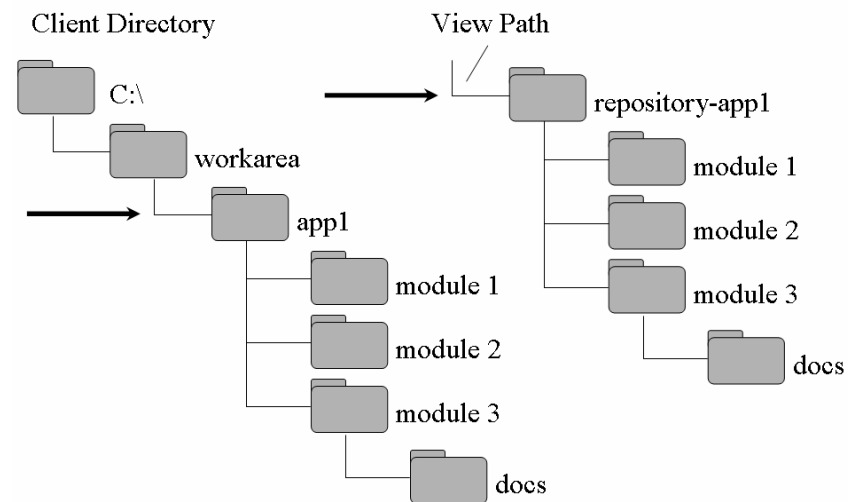 Client Directory
C:\
workarea
app1
module 1
module 2
module 3
docs
View Path
repository-app1
module 1
module 2
module 3
docs